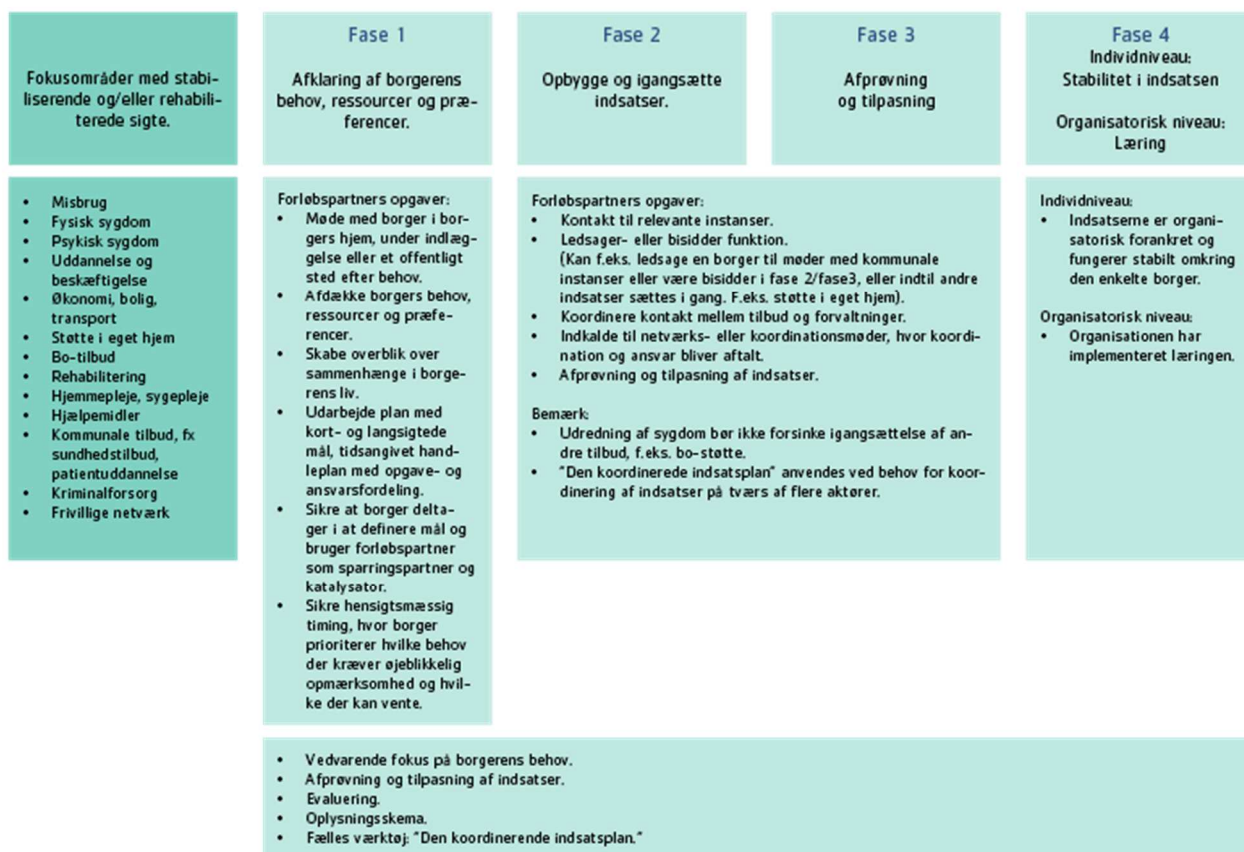 Fokusområder med stabi-
liserende og/eller rehabili-
terede sigte.
Fase 1
Afklaring af borgerens
behov, ressourcer og præ-
ferencer.
Fase 2
Opbygge og igangsætte
indsatser.
Fase 3
Afprøvning
og tilpasning
Fase 4
Individniveau:
Stabilitet i indsatsen
Organisatorisk niveau:
Læring
• Misbrug
• Fysisk sygdom
• Psykisk sygdom
• Uddannelse og
beskæftigelse
• Økonomi, bolig,
transport
• Støtte i eget hjem
• Bo-tilbud
• Rehabilitering
• Hjemmepleje, sygepleje
• Hjælpemidler
• Kommunale tilbud, fx
sundhedstilbud,
patientuddannelse
• Kriminalforsorg
• Frivillige netværk
Forløbspartners opgaver:
• Møde med borger i bor-
gers hjem, under indlæg-
gelse eller et offentligt
sted efter behov.
• Afdække borgers behov,
ressourcer og præfe-
rencer.
• Skabe overblik over
sammenhænge i borge-
rens liv.
• Udarbejde plan med
kort- og langsigtede
mål, tidsangivet hand-
leplan med opgave- og
ansvarsfordeling.
• Sikre at borger delta-
ger i at definere mål og
bruger forløbspartner
som sparringspartner og
katalysator.
• Sikre hensigtsmæssig
timing, hvor borger
prioriterer hvilke behov
der kræver øjeblikkelig
opmærksomhed og hvil-
ke der kan vente.
Forløbspartners opgaver:
• Kontakt til relevante instanser.
• Ledsager- eller bisidder funktion.
(Kan f.eks. ledsage en borger til møder med kommunale
instanser eller være bisidder i fase 2/fase3, eller indtil andre
indsatser sættes i gang. F.eks. støtte i eget hjem).
• Koordinere kontakt mellem tilbud og forvaltninger.
• Indkalde til netværks- eller koordinationsmøder, hvor koordi-
nation og ansvar bliver aftalt.
• Afprøvning og tilpasning af indsatser.
Bemærk:
• Udredning af sygdom bør ikke forsinke igangsættelse af an-
dre tilbud, f.eks. bo-støtte.
• "Den koordinerede indsatsplan" anvendes ved behov for koor-
dinering af indsatser på tværs af flere aktører.
Individniveau:
• Indsatserne er organi-
satorisk forankret og
fungerer stabilt omkring
den enkelte borger.
Organisatorisk niveau:
• Organisationen har
implementeret læringen.
• Vedvarende fokus på borgerens behov.
• Afprøvning og tilpasning af indsatser.
• Evaluering.
• Oplysningsskema.
• Fælles værktøj: "Den koordinerende indsatsplan."